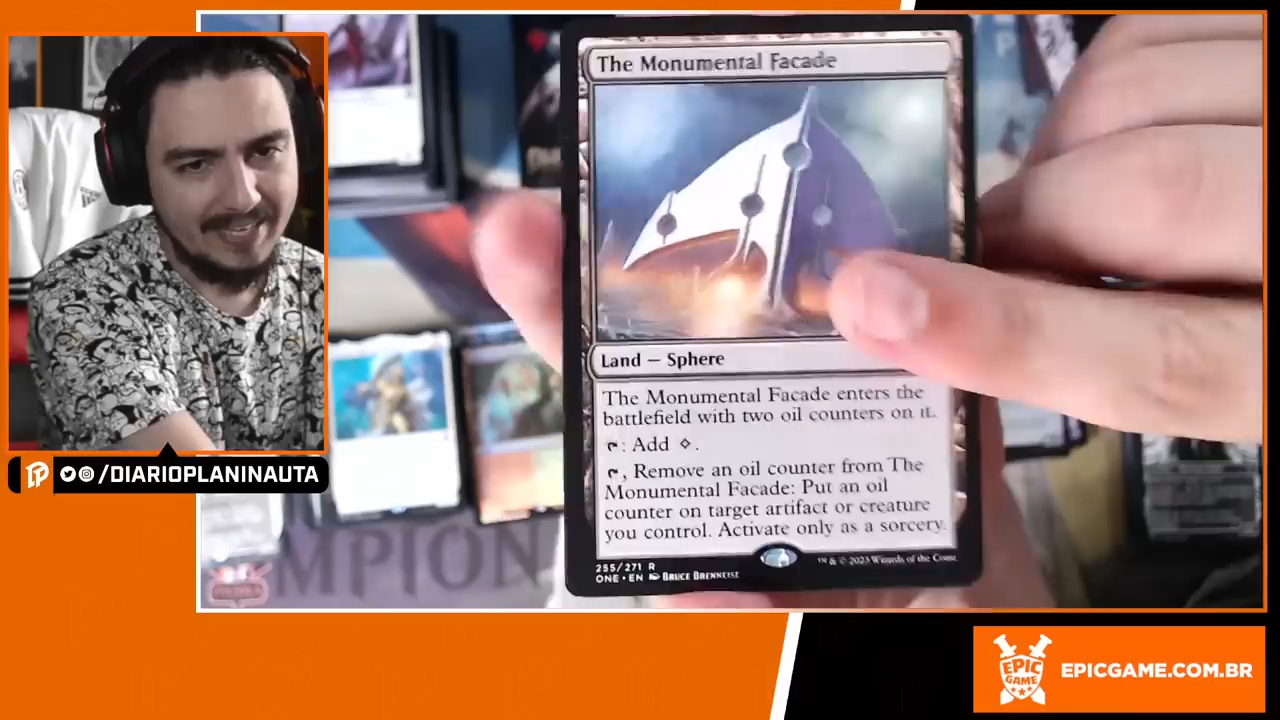 The Monumental Facade
Land — Sphere
The Monumental Facade enters the
battlefield with two oil counters on it.
: Add .
, Remove an oil counter from The
Monumental Facade: Put an oil
counter on target artifact or creature
you control. Activate only as a sorcery.
255/271 R
ONE • EN BRUCE BRENNEISE
™ & © 2023 Wizards of the Coast
/DIARIOPLANINAUTA
MPION
EPIC
GAME
EPICGAME.COM.BR